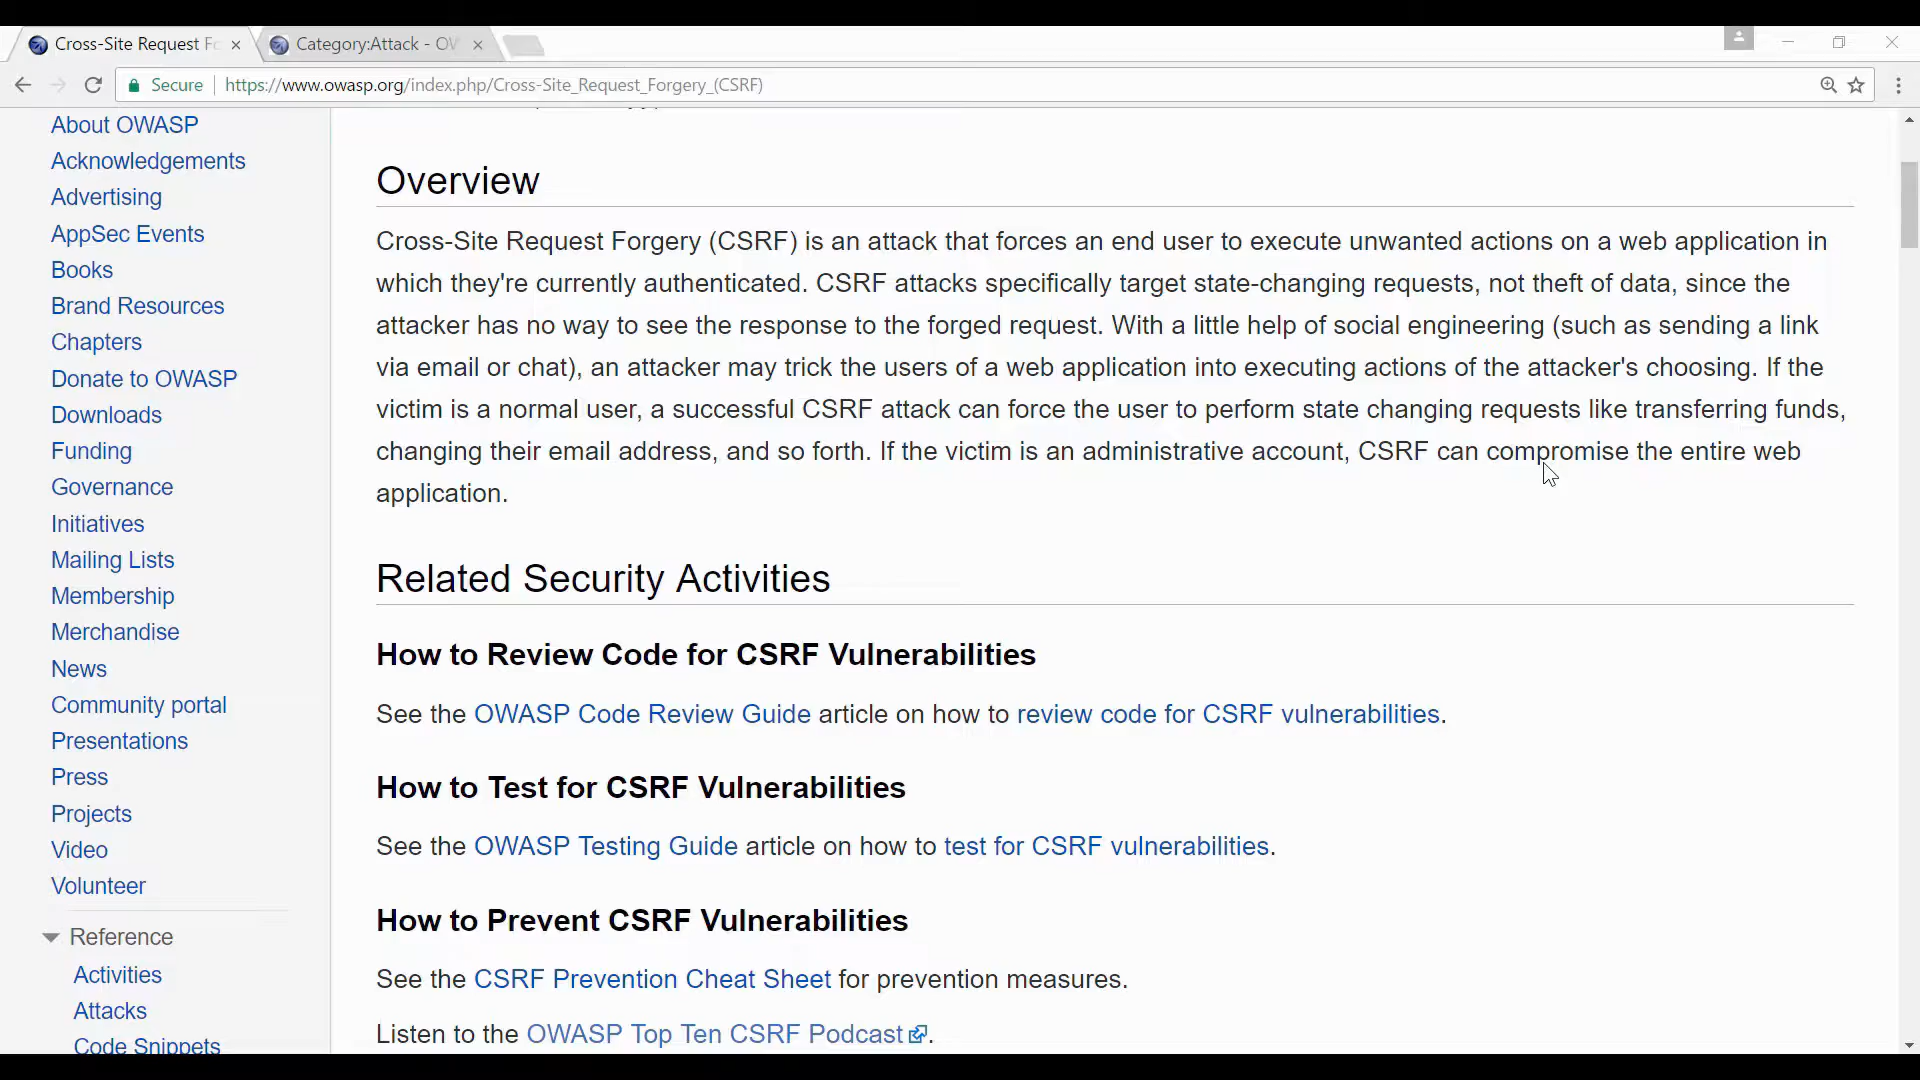 Cross-Site Request Fo
Category:Attack - OW
Secure
https://www.owasp.org/index.php/Cross-Site_Request_Forgery_(CSRF)
About OWASP
Acknowledgements
Advertising
AppSec Events
Books
Brand Resources
Chapters
Donate to OWASP
Downloads
Funding
Governance
Initiatives
Mailing Lists
Membership
Merchandise
News
Community portal
Presentations
Press
Projects
Video
Volunteer
Reference
Activities
Attacks
Code Snippets
Overview
Cross-Site Request Forgery (CSRF) is an attack that forces an end user to execute unwanted actions on a web application in
which they're currently authenticated. CSRF attacks specifically target state-changing requests, not theft of data, since the
attacker has no way to see the response to the forged request. With a little help of social engineering (such as sending a link
via email or chat), an attacker may trick the users of a web application into executing actions of the attacker's choosing. If the
victim is a normal user, a successful CSRF attack can force the user to perform state changing requests like transferring funds,
changing their email address, and so forth. If the victim is an administrative account, CSRF can compromise the entire web
application.
Related Security Activities
How to Review Code for CSRF Vulnerabilities
See the OWASP Code Review Guide article on how to review code for CSRF vulnerabilities.
How to Test for CSRF Vulnerabilities
See the OWASP Testing Guide article on how to test for CSRF vulnerabilities.
How to Prevent CSRF Vulnerabilities
See the CSRF Prevention Cheat Sheet for prevention measures.
Listen to the OWASP Top Ten CSRF Podcast.